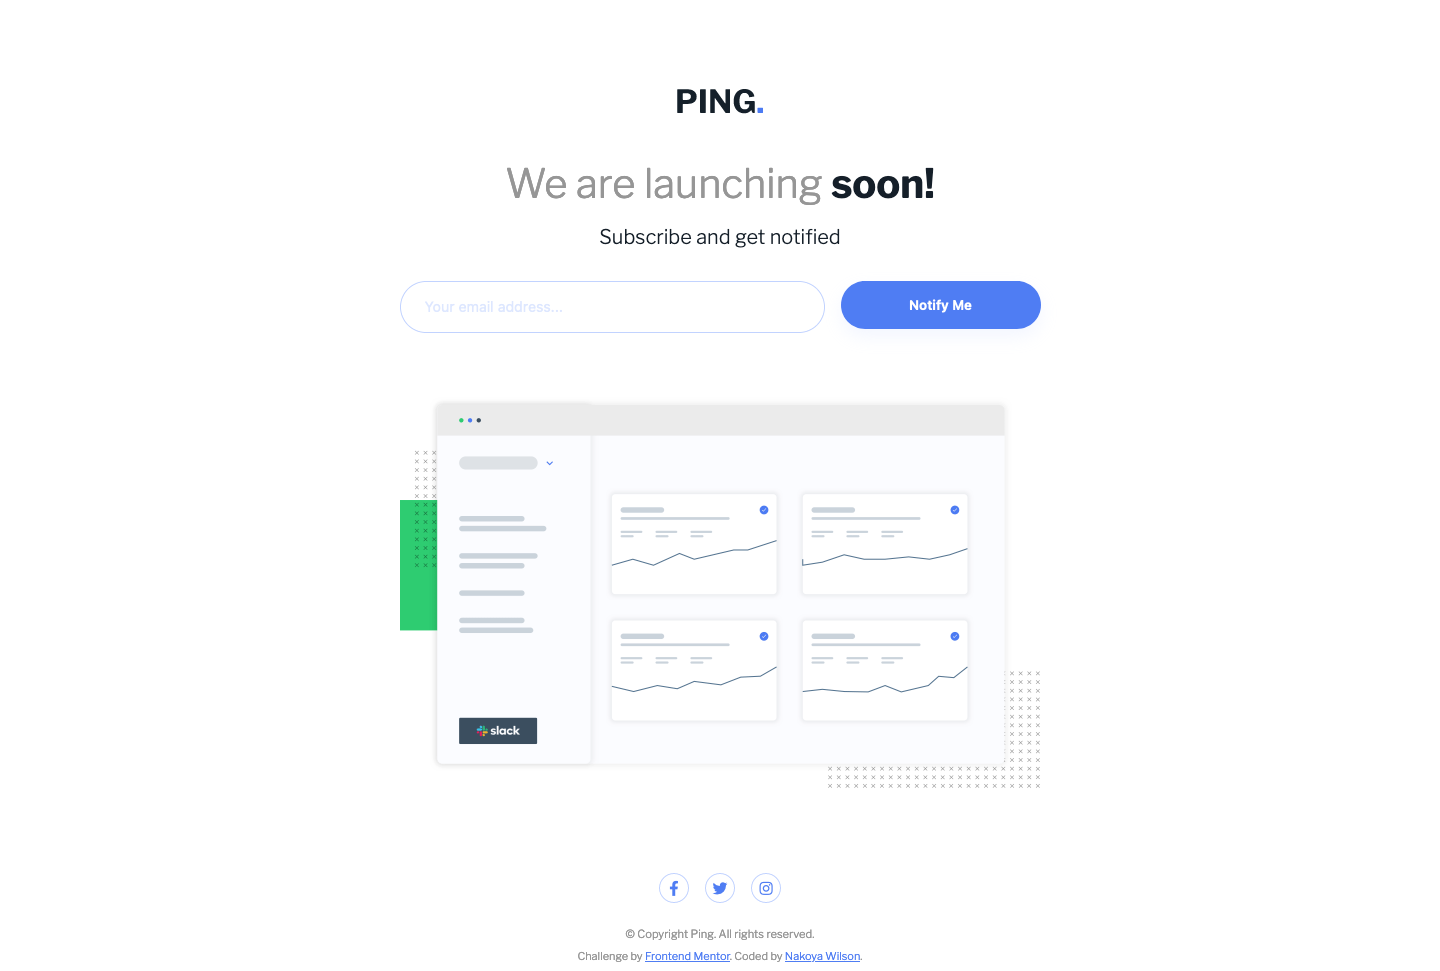 PING.
We are launching soon!
Subscribe and get notified
Your email address...
Notify Me
slack
© Copyright Ping. All rights reserved.
Challenge by Frontend Mentor. Coded by Nakoya Wilson.